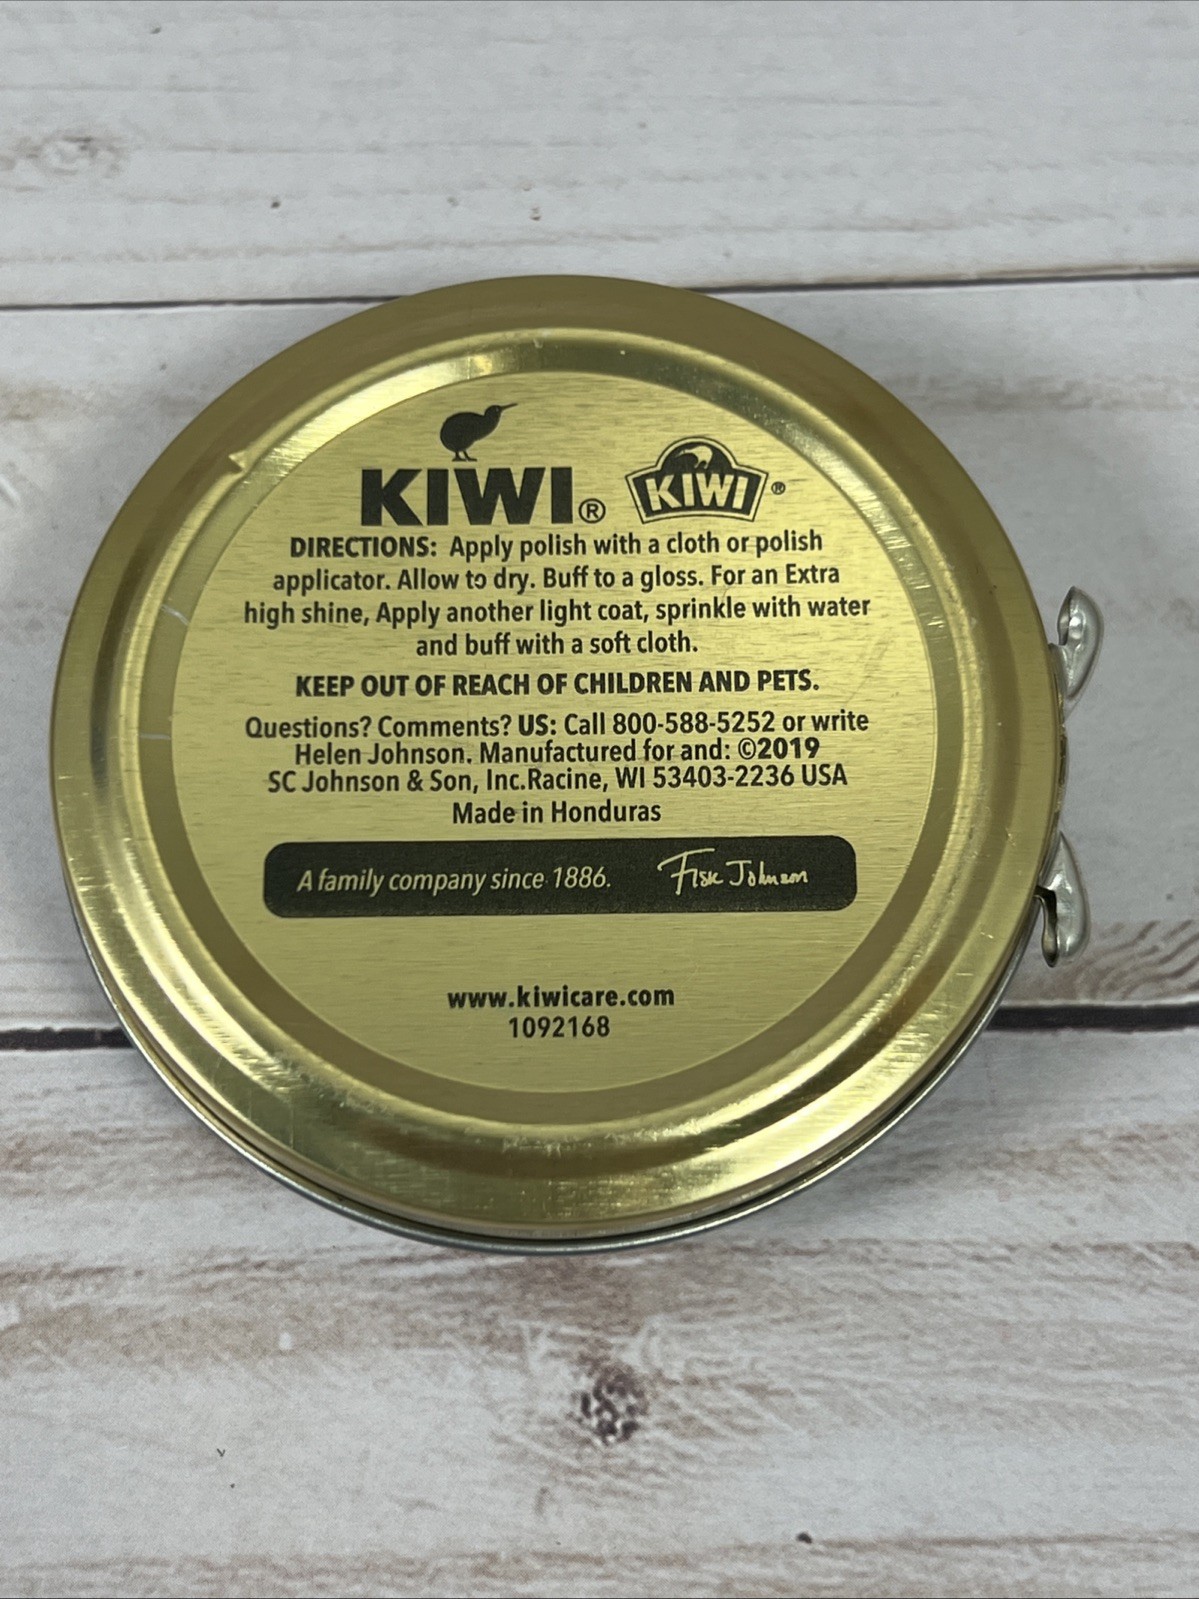 KIWI® KIWI®
DIRECTIONS: Apply polish with a cloth or polish
applicator. Allow to dry. Buff to a gloss. For an Extra
high shine, Apply another light coat, sprinkle with water
and buff with a soft cloth.
KEEP OUT OF REACH OF CHILDREN AND PETS.
Questions? Comments? US: Call 800-588-5252 or write
Helen Johnson. Manufactured for and: ©2019
SC Johnson & Son, Inc.Racine, WI 53403-2236 USA
Made in Honduras
A family company since 1886. Fisk Johnson
www.kiwicare.com
1092168